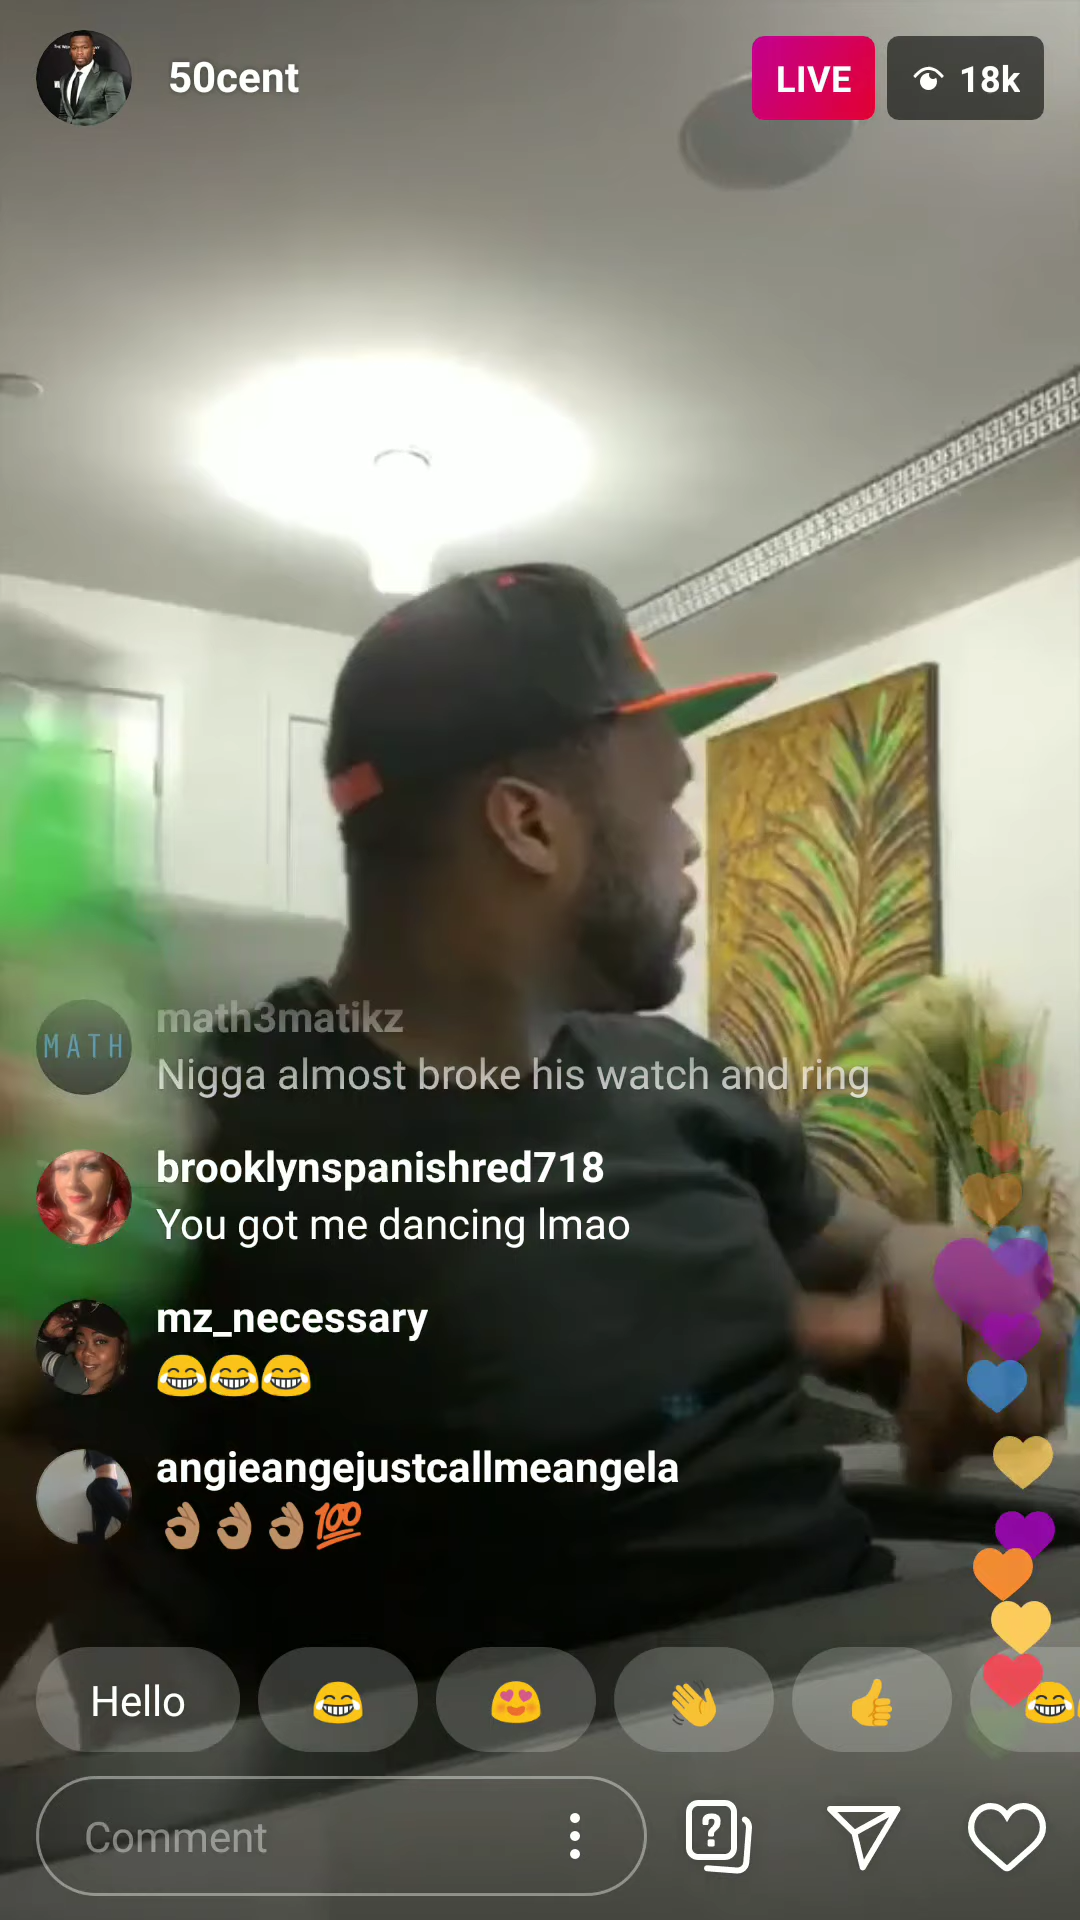 50cent
LIVE
18k
math3matikz
MATH
Nigga almost broke his watch and ring
brooklynspanishred718
You got me dancing lmao
mz_necessary
😂😂😂
angieangejustcallmeangela
👌🏽👌🏽👌🏽💯
Hello
Comment